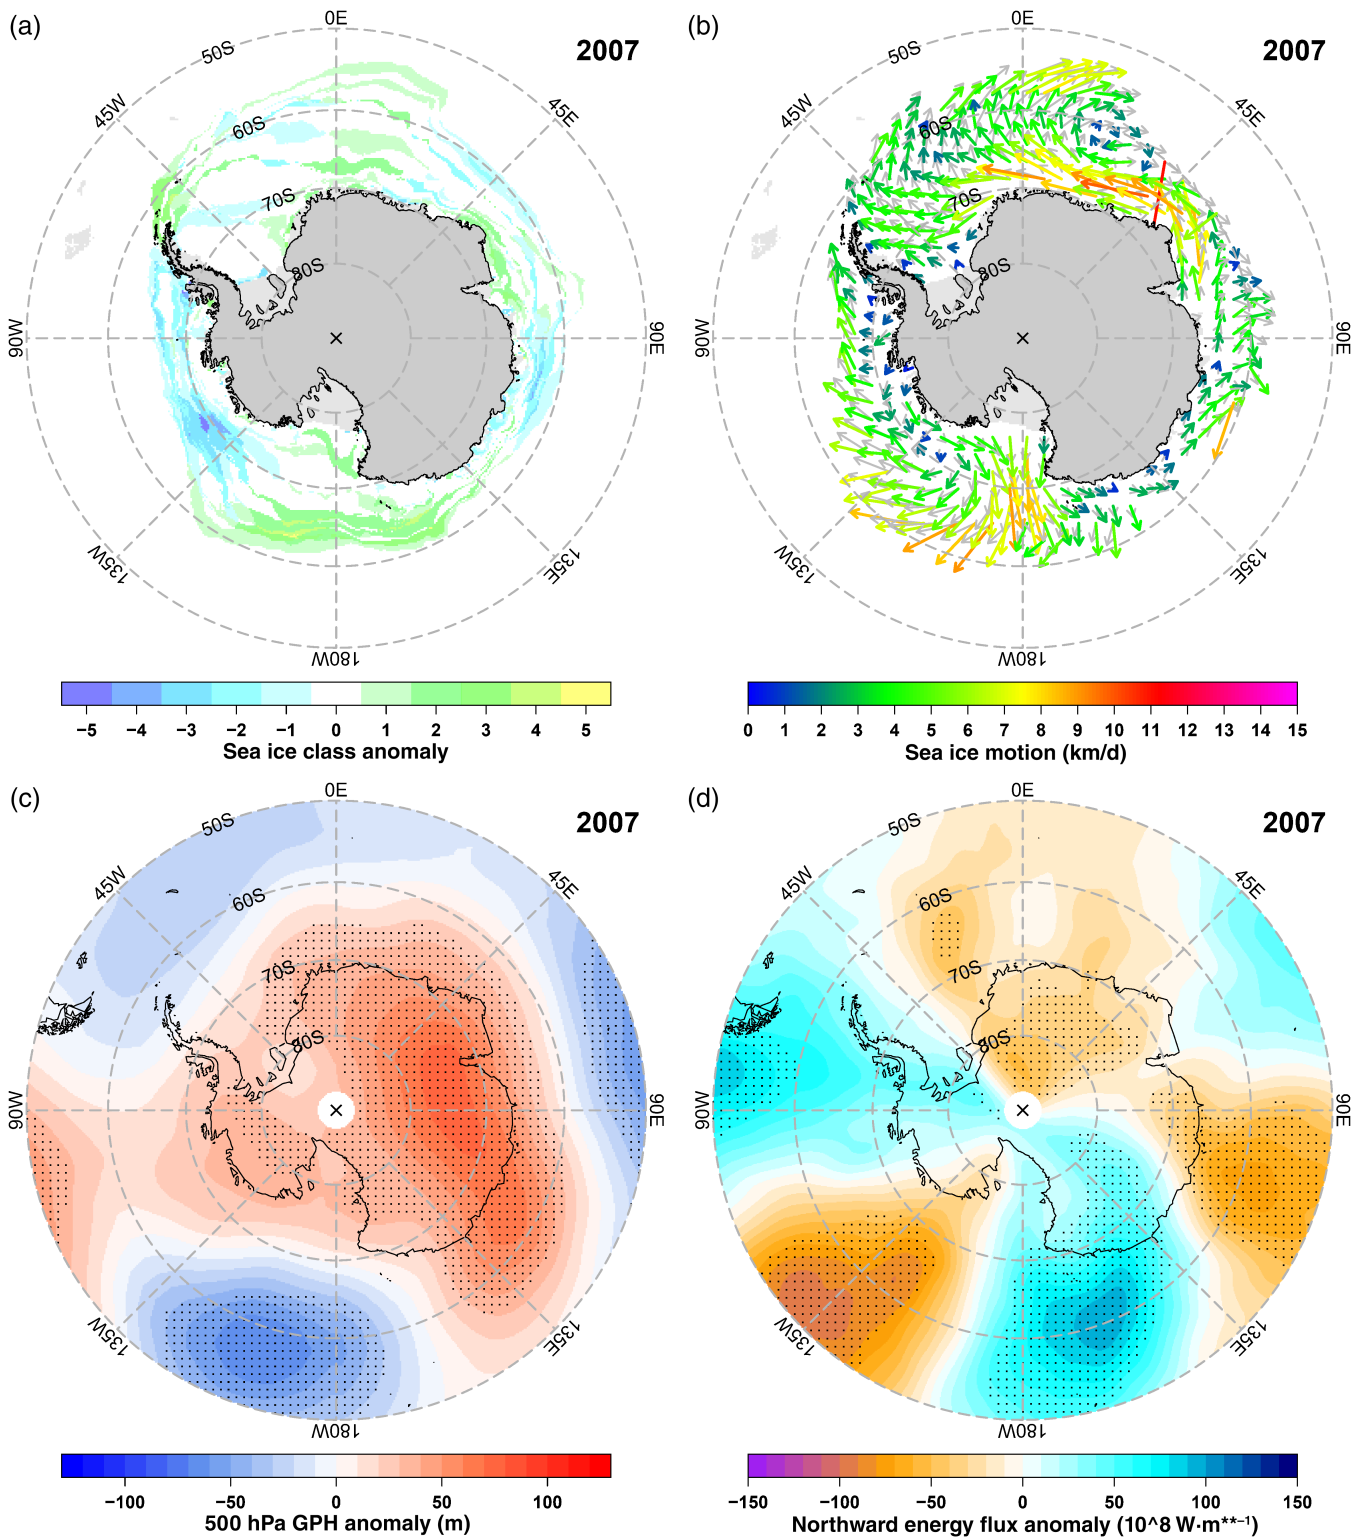 (a)
0E
2007
50S
45W
45E
60S
70S
80S
90W
90E
135W
135E
180W
−5 −4 −3 −2 −1 0 1 2 3 4 5
Sea ice class anomaly
(b)
0E
2007
50S
45W
45E
60S
70S
80S
90W
90E
135W
135E
180W
0 1 2 3 4 5 6 7 8 9 10 11 12 13 14 15
Sea ice motion (km/d)
(c)
0E
2007
50S
45W
45E
60S
70S
80S
90W
90E
135W
135E
180W
−100 −50 0 50 100
500 hPa GPH anomaly (m)
(d)
0E
2007
50S
45W
45E
60S
70S
80S
90W
90E
135W
135E
180W
−150 −100 −50 0 50 100 150
Northward energy flux anomaly (10^8 W·m**⁻¹)